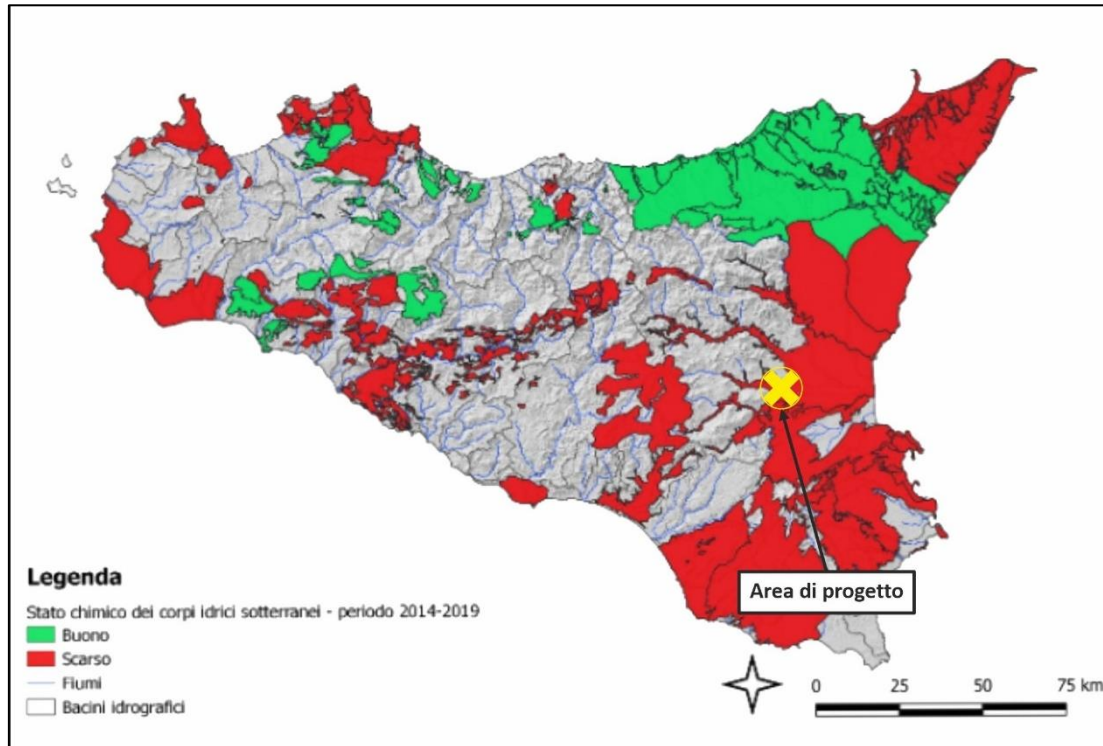 Area di progetto
Legenda
Stato chimico dei corpi idrici sotterranei - periodo 2014-2019
Buono
Scarso
Fiumi
Bacini idrografici
0 25 50 75 km